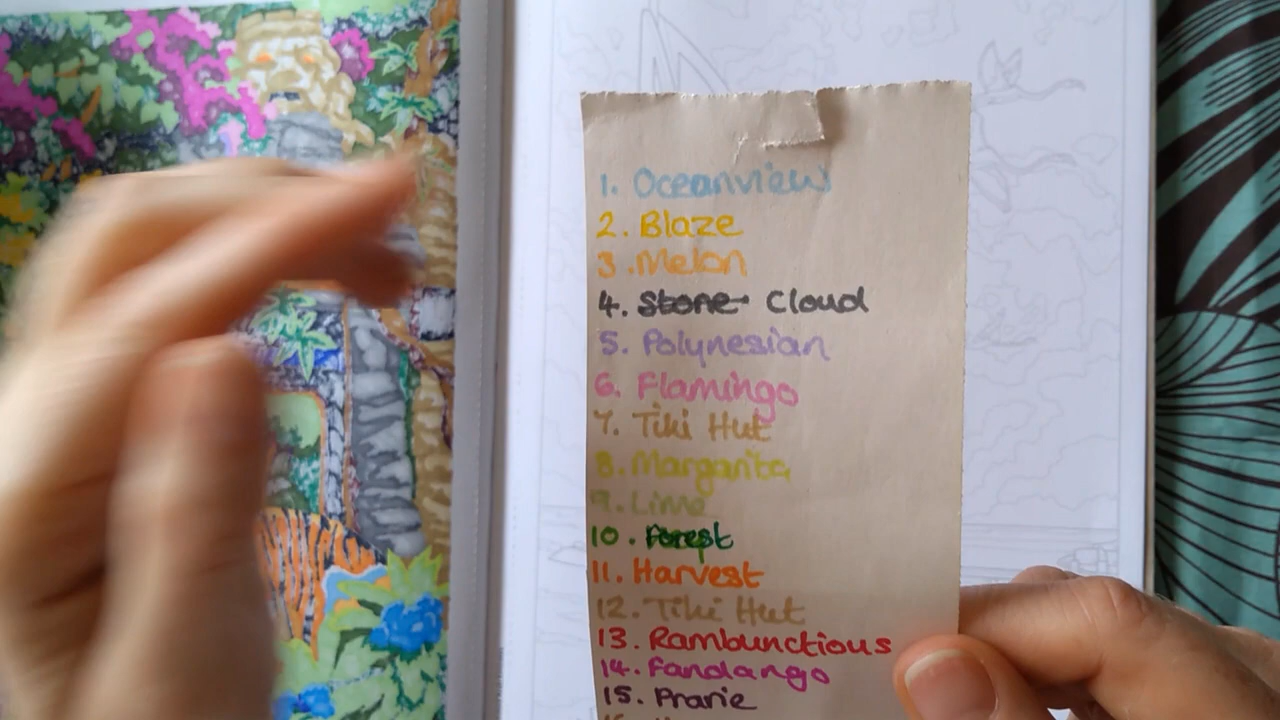 1. Oceanview
2. Blaze
3. Melon
4. Stone Cloud
5. Polynesian
6. Flamingo
7. Tiki Hut
8. Margarita
9. Lime
10. Forest
11. Harvest
12. Tiki Hut
13. Rambunctious
14. Fandango
15. Prarie